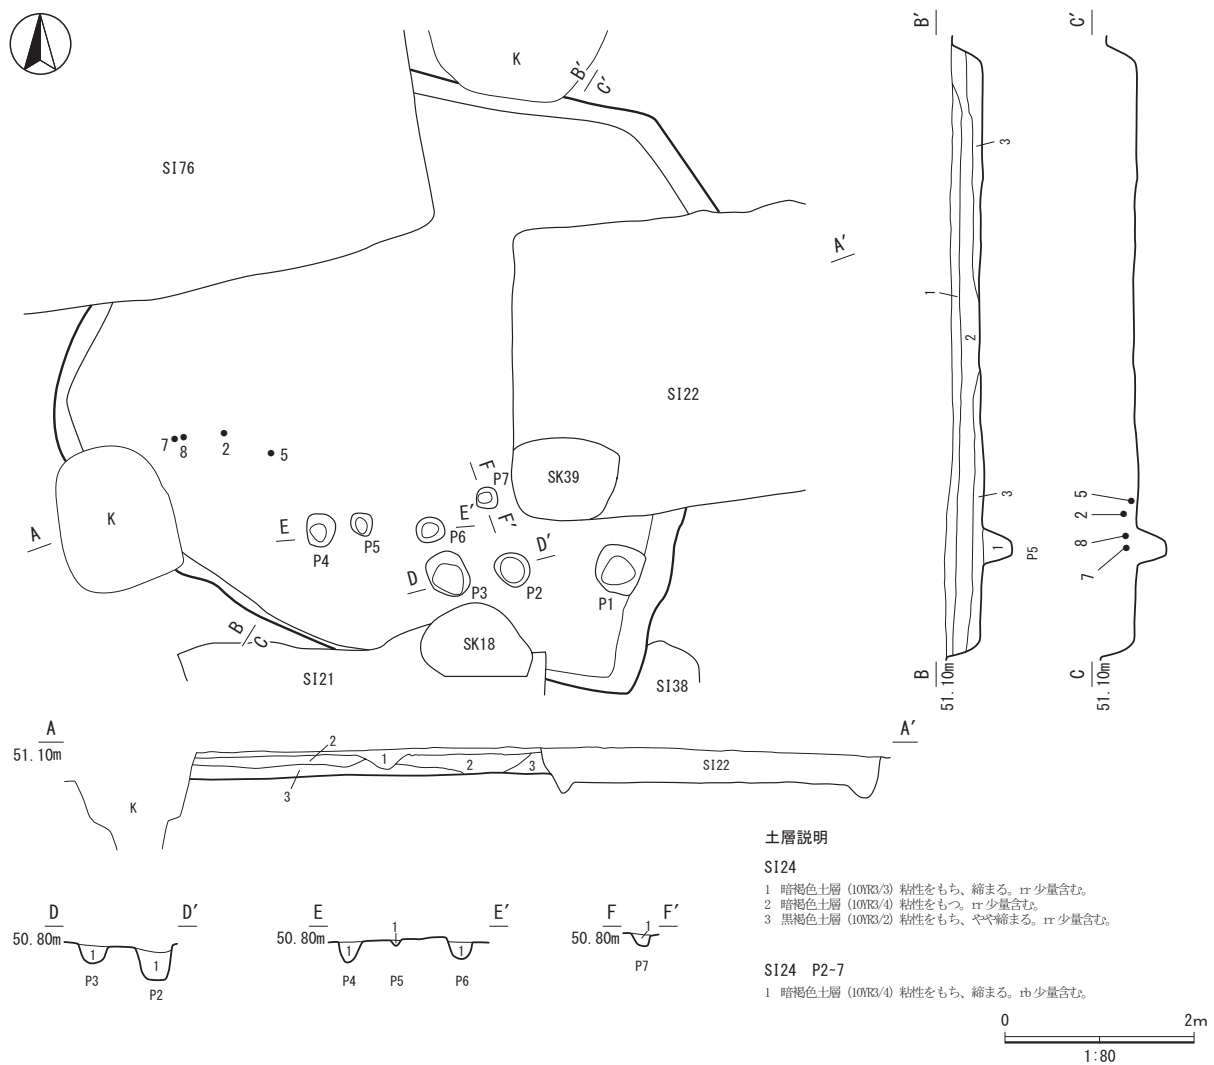 K
B′
C′
SI76
A′
SI22
7
8
2
5
F
P7
SK39
E′
F′
E
P4
P5
P6
D′
D
P3
P2
P1
A
K
B
C
SK18
SI21
SI38
B′
C′
3
1
2
3
1
P5
5
2
8
7
B
51.10m
C
51.10m
A
A′
51.10m
2
1
2
3
3
SI22
K
土層説明
SI24
1 暗褐色土層 (10YR3/3) 粘性をもち、締まる。rr 少量含む。
2 暗褐色土層 (10YR3/4) 粘性をもつ。rr 少量含む。
3 黒褐色土層 (10YR3/2) 粘性をもち、やや締まる。rr 少量含む。
SI24 P2~7
1 暗褐色土層 (10YR3/4) 粘性をもち、締まる。rb 少量含む。
D
D′
50.80m
1
1
P3
P2
E
E′
50.80m
1
1
1
P4
P5
P6
F
F′
50.80m
1
P7
0
2m
1:80